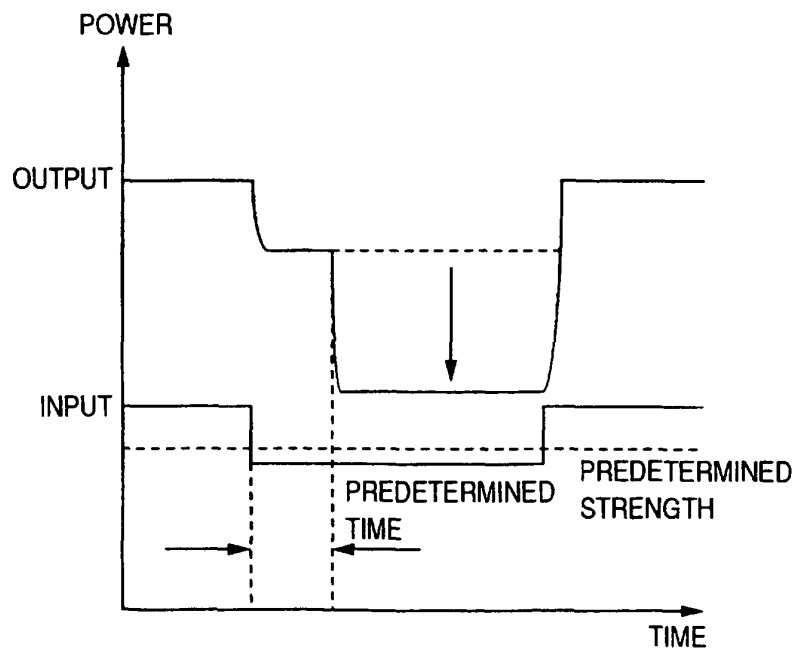 POWER
OUTPUT
INPUT
PREDETERMINED
STRENGTH
PREDETERMINED
TIME
TIME